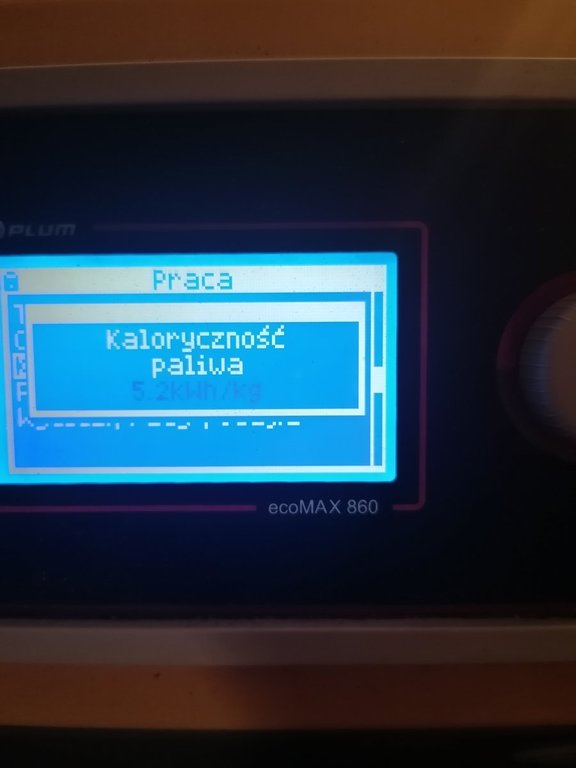 PLUM
Praca
Kaloryczność
paliwa
5.2kWh/kg
ecoMAX 860